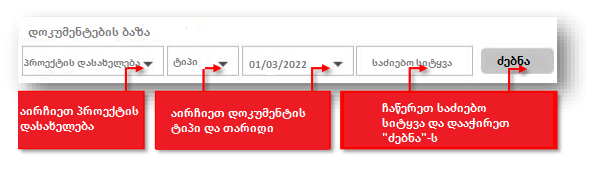 დოკუმენტების ბაზა
პროექტის დასახელება
ტიპი
01/03/2022
საძიებო სიტყვა
ძებნა
აირჩიეთ პროექტის
დასახელება
აირჩიეთ დოკუმენტის
ტიპი და თარიღი
ჩაწერეთ საძიებო
სიტყვა და დააჭირეთ
"ძებნა"-ს